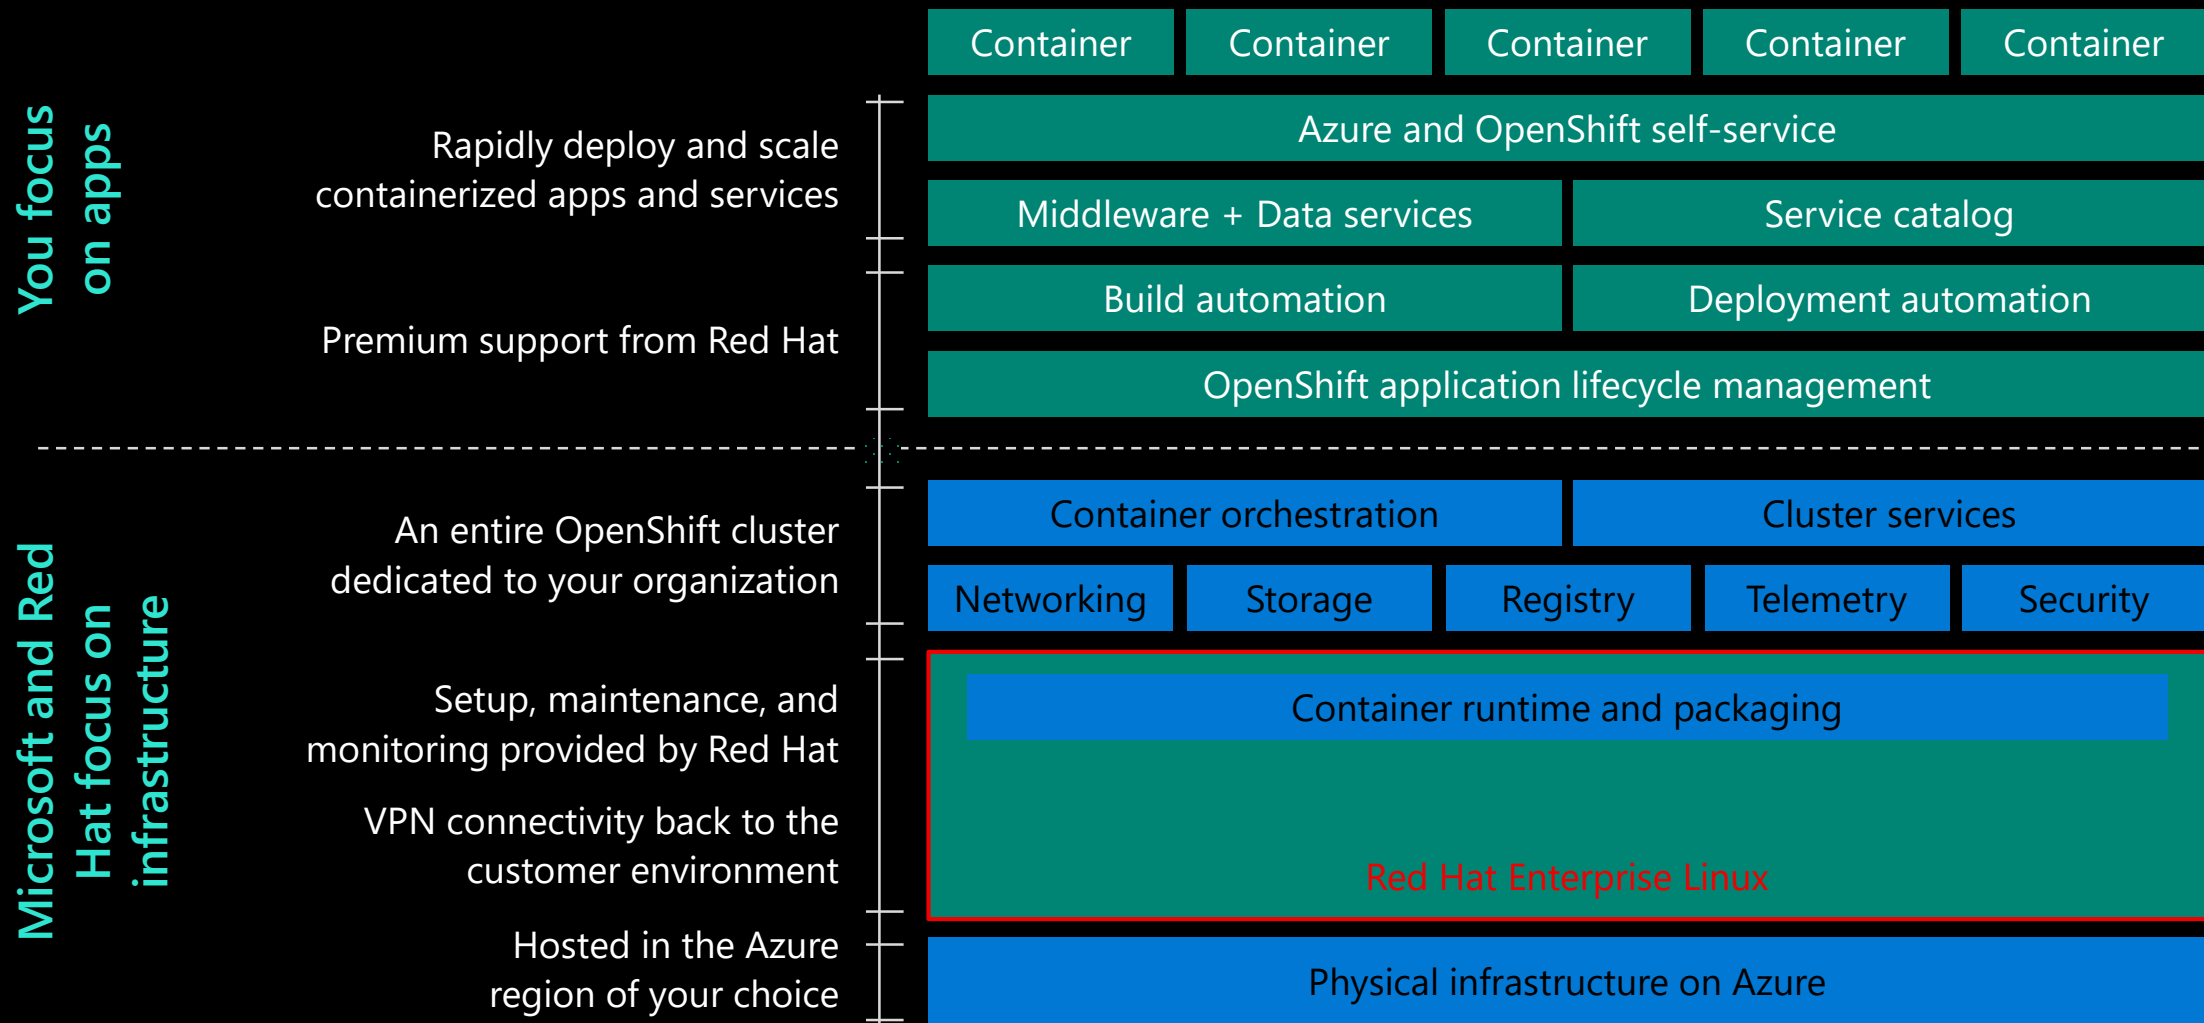 Container
Container
Container
Container
Container
You focus
on apps
Rapidly deploy and scale
containerized apps and services
Azure and OpenShift self-service
Middleware + Data services
Service catalog
Premium support from Red Hat
Build automation
Deployment automation
OpenShift application lifecycle management
Microsoft and Red
Hat focus on
infrastructure
An entire OpenShift cluster
dedicated to your organization
Container orchestration
Cluster services
Networking
Storage
Registry
Telemetry
Security
Setup, maintenance, and
monitoring provided by Red Hat
VPN connectivity back to the
customer environment
Container runtime and packaging
Red Hat Enterprise Linux
Hosted in the Azure
region of your choice
Physical infrastructure on Azure